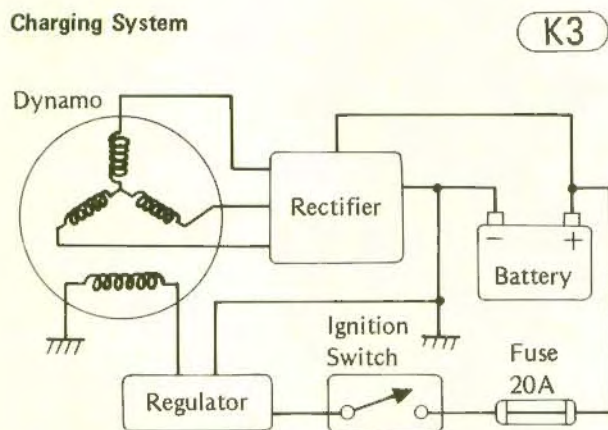 Charging System
K3
Dynamo
Rectifier
− +
Battery
Ignition
Switch
Fuse
20A
Regulator